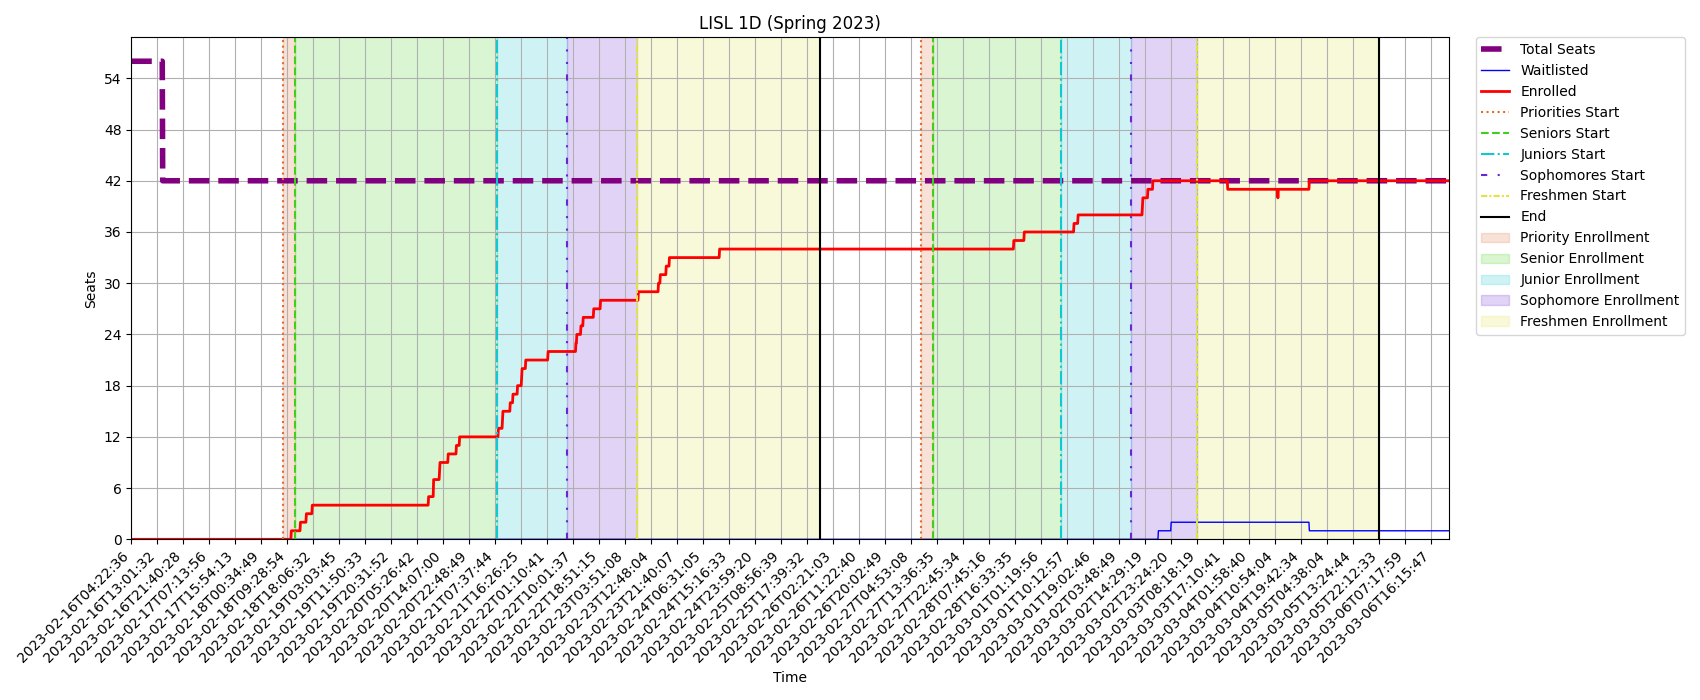 LISL 1D (Spring 2023)
Seats
54
48
42
36
30
24
18
12
6
0
2023-02-16T04:22:36
2023-02-16T13:01:32
2023-02-16T21:40:28
2023-02-17T07:13:56
2023-02-17T15:54:13
2023-02-18T00:34:49
2023-02-18T09:28:54
2023-02-18T18:06:32
2023-02-19T03:03:45
2023-02-19T11:50:33
2023-02-19T20:31:52
2023-02-20T05:26:42
2023-02-20T14:07:00
2023-02-20T22:48:49
2023-02-21T07:37:44
2023-02-21T16:26:25
2023-02-22T01:10:41
2023-02-22T10:01:37
2023-02-22T18:51:15
2023-02-23T03:51:08
2023-02-23T12:48:04
2023-02-23T21:40:07
2023-02-24T06:31:05
2023-02-24T15:16:33
2023-02-24T23:59:20
2023-02-25T08:56:39
2023-02-25T17:39:32
2023-02-26T02:21:03
2023-02-26T11:22:40
2023-02-26T20:02:49
2023-02-27T04:53:08
2023-02-27T13:36:35
2023-02-27T22:45:34
2023-02-28T07:45:16
2023-02-28T16:33:35
2023-03-01T01:19:56
2023-03-01T10:12:57
2023-03-01T19:02:46
2023-03-02T03:48:49
2023-03-02T14:29:19
2023-03-02T23:24:20
2023-03-03T08:18:19
2023-03-03T17:10:41
2023-03-04T01:58:40
2023-03-04T10:54:04
2023-03-04T19:42:34
2023-03-05T04:38:04
2023-03-05T13:24:44
2023-03-05T22:12:33
2023-03-06T07:17:59
2023-03-06T16:15:47
Time
Total Seats
Waitlisted
Enrolled
Priorities Start
Seniors Start
Juniors Start
Sophomores Start
Freshmen Start
End
Priority Enrollment
Senior Enrollment
Junior Enrollment
Sophomore Enrollment
Freshmen Enrollment